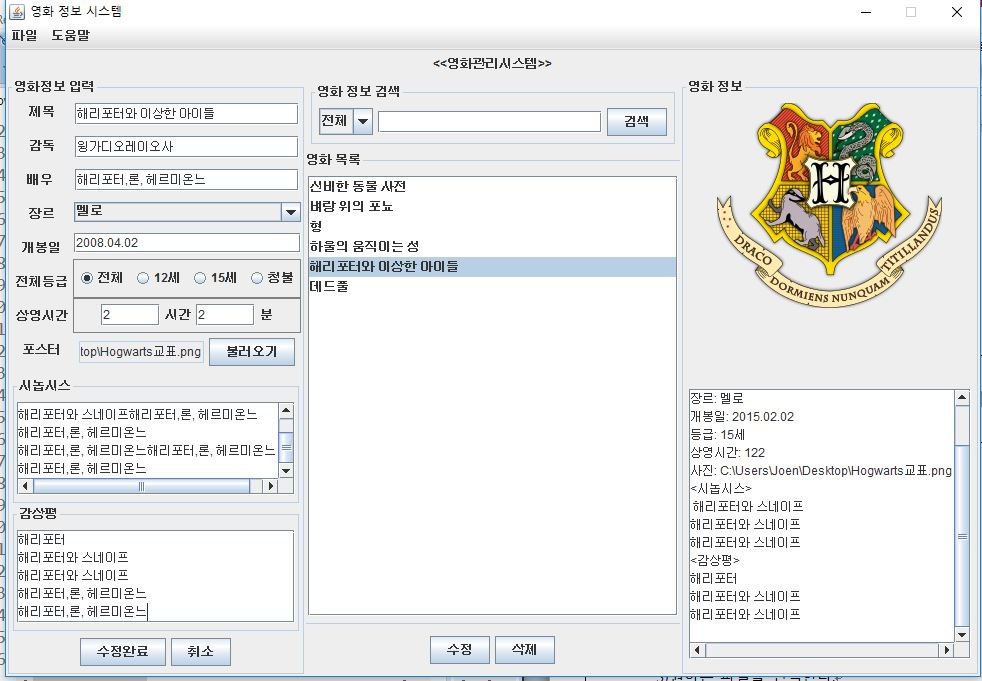 영화 정보 시스템
파일 도움말
<<영화관리시스템>>
영화정보 입력
제목 해리포터와 이상한 아이들
감독 윙가디오레이오사
배우 해리포터,론, 헤르미온느
장르 멜로
개봉일 2008.04.02
전체등급 전체 12세 15세 청불
상영시간 2 시간 2 분
포스터 top\Hogwarts교표.png 불러오기
시놉시스
해리포터와 스네이프해리포터,론, 헤르미온느
해리포터,론, 헤르미온느
해리포터,론, 헤르미온느해리포터,론, 헤르미온느
해리포터,론, 헤르미온느
감상평
해리포터
해리포터와 스네이프
해리포터와 스네이프
해리포터,론, 헤르미온느
해리포터,론, 헤르미온느
수정완료 취소
영화 정보 검색
전체 검색
영화 목록
신비한 동물 사전
벼랑 위의 포뇨
형
하울의 움직이는 성
해리포터와 이상한 아이들
데드풀
수정 삭제
영화 정보
H
DRACO DORMIENS NUNQUAM TITILLANDUS
장르: 멜로
개봉일: 2015.02.02
등급: 15세
상영시간: 122
사진: C:\Users\Joen\Desktop\Hogwarts교표.png
<시놉시스>
해리포터와 스네이프
해리포터와 스네이프
해리포터와 스네이프
<감상평>
해리포터
해리포터와 스네이프
해리포터와 스네이프